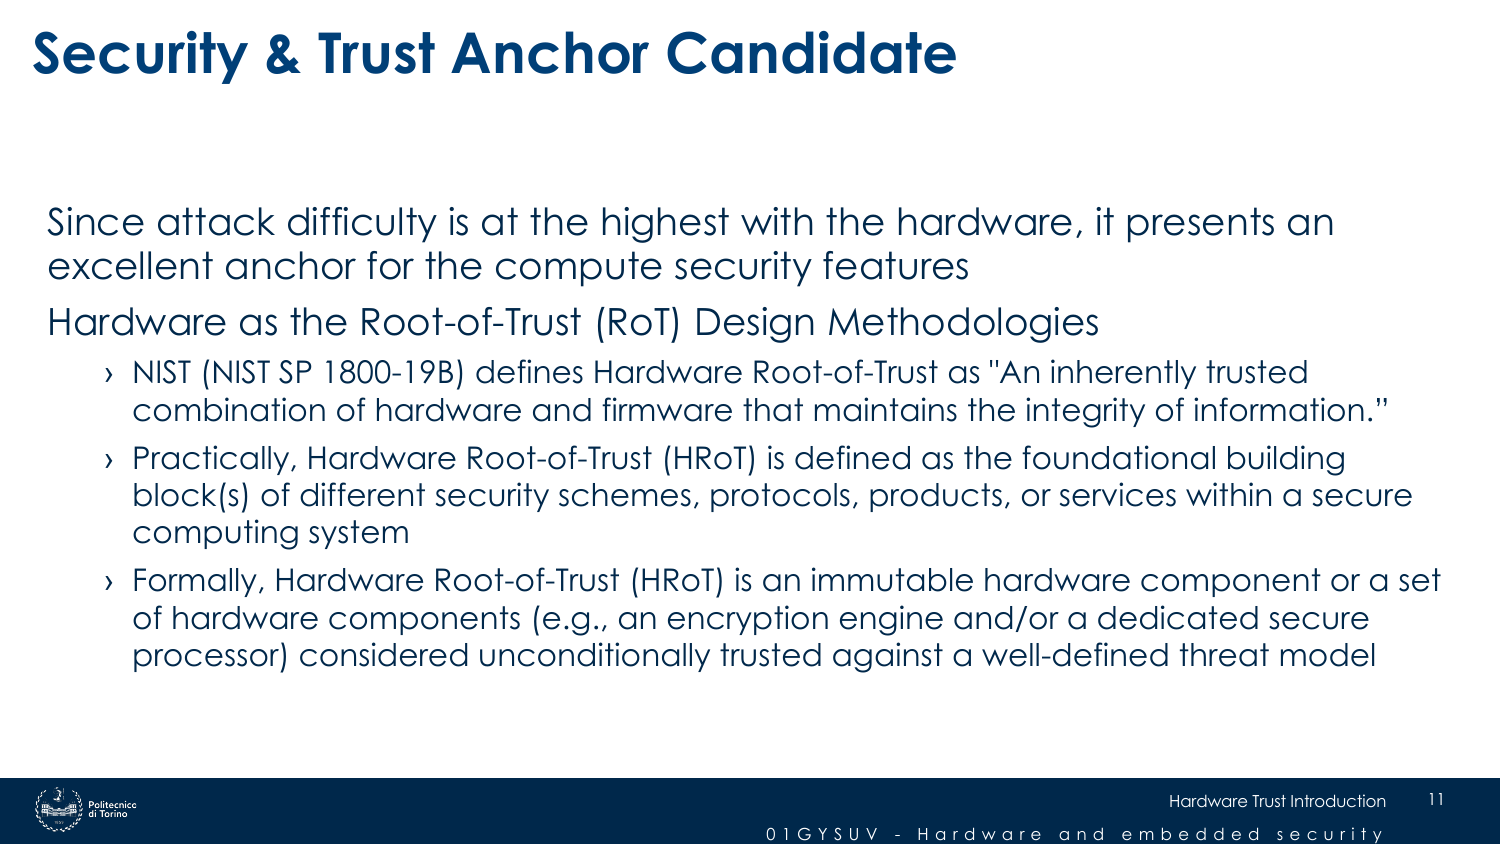 Security & Trust Anchor Candidate
Since attack difficulty is at the highest with the hardware, it presents an
excellent anchor for the compute security features
Hardware as the Root-of-Trust (RoT) Design Methodologies
› NIST (NIST SP 1800-19B) defines Hardware Root-of-Trust as "An inherently trusted
combination of hardware and firmware that maintains the integrity of information.”
› Practically, Hardware Root-of-Trust (HRoT) is defined as the foundational building
block(s) of different security schemes, protocols, products, or services within a secure
computing system
› Formally, Hardware Root-of-Trust (HRoT) is an immutable hardware component or a set
of hardware components (e.g., an encryption engine and/or a dedicated secure
processor) considered unconditionally trusted against a well-defined threat model
Politecnico
di Torino
Hardware Trust Introduction 11
01GYSUV - Hardware and embedded security